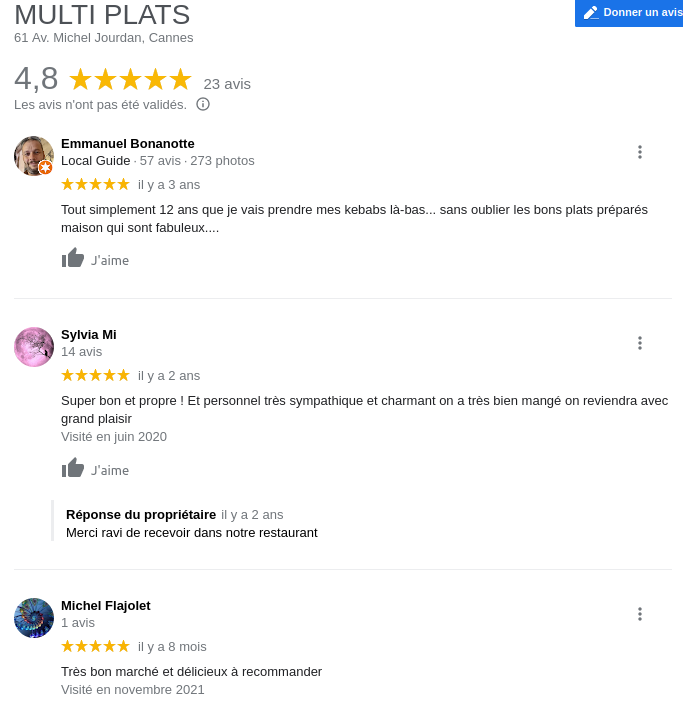 MULTI PLATS
Donner un avis
61 Av. Michel Jourdan, Cannes
4,8 23 avis
Les avis n'ont pas été validés.
Emmanuel Bonanotte
Local Guide · 57 avis · 273 photos
il y a 3 ans
Tout simplement 12 ans que je vais prendre mes kebabs là-bas... sans oublier les bons plats préparés
maison qui sont fabuleux....
J'aime
Sylvia Mi
14 avis
il y a 2 ans
Super bon et propre ! Et personnel très sympathique et charmant on a très bien mangé on reviendra avec
grand plaisir
Visité en juin 2020
J'aime
Réponse du propriétaire il y a 2 ans
Merci ravi de recevoir dans notre restaurant
Michel Flajolet
1 avis
il y a 8 mois
Très bon marché et délicieux à recommander
Visité en novembre 2021